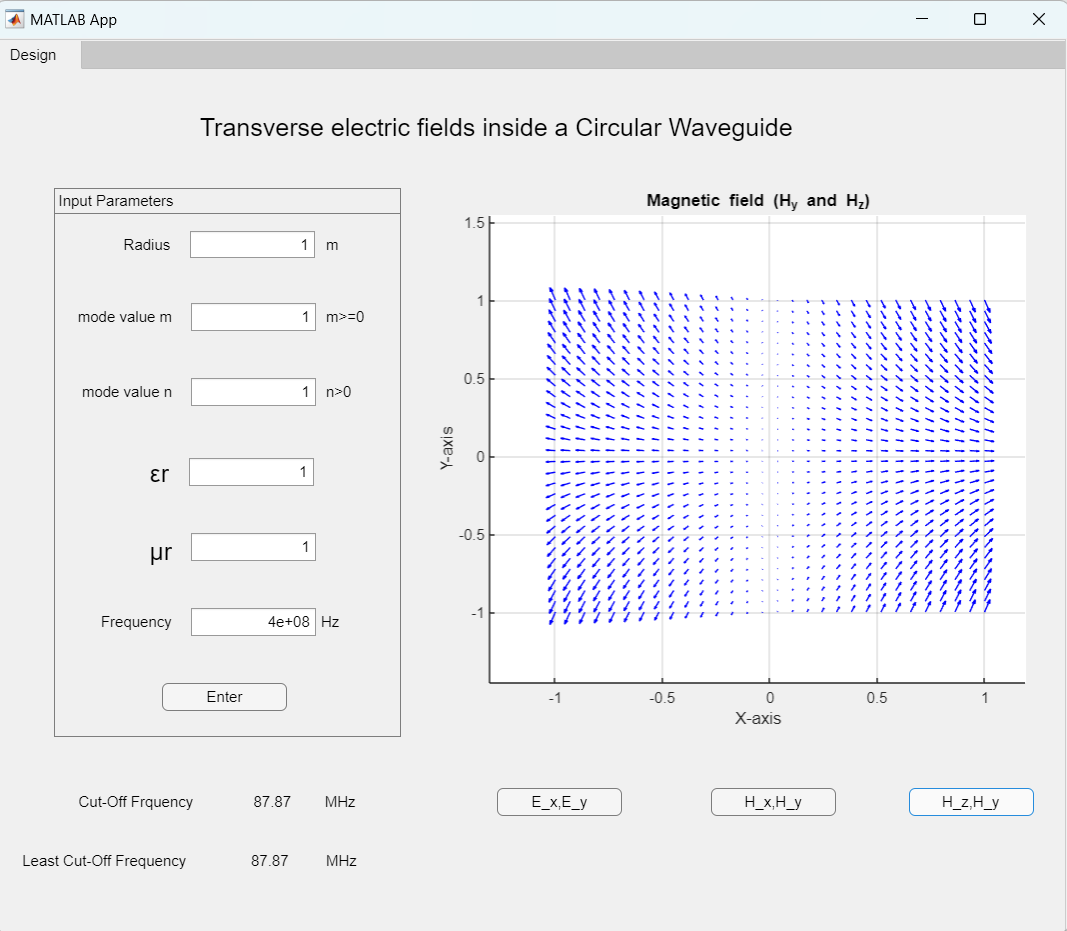 MATLAB App
Design
Transverse electric fields inside a Circular Waveguide
Input Parameters
Radius 1 m
mode value m 1 m>=0
mode value n 1 n>0
εr 1
μr 1
Frequency 4e+08 Hz
Enter
Cut-Off Frquency 87.87 MHz
Least Cut-Off Frequency 87.87 MHz
Magnetic field (Hy and Hz)
1.5
1
0.5
0
-0.5
-1
Y-axis
-1 -0.5 0 0.5 1
X-axis
E_x,E_y H_x,H_y H_z,H_y